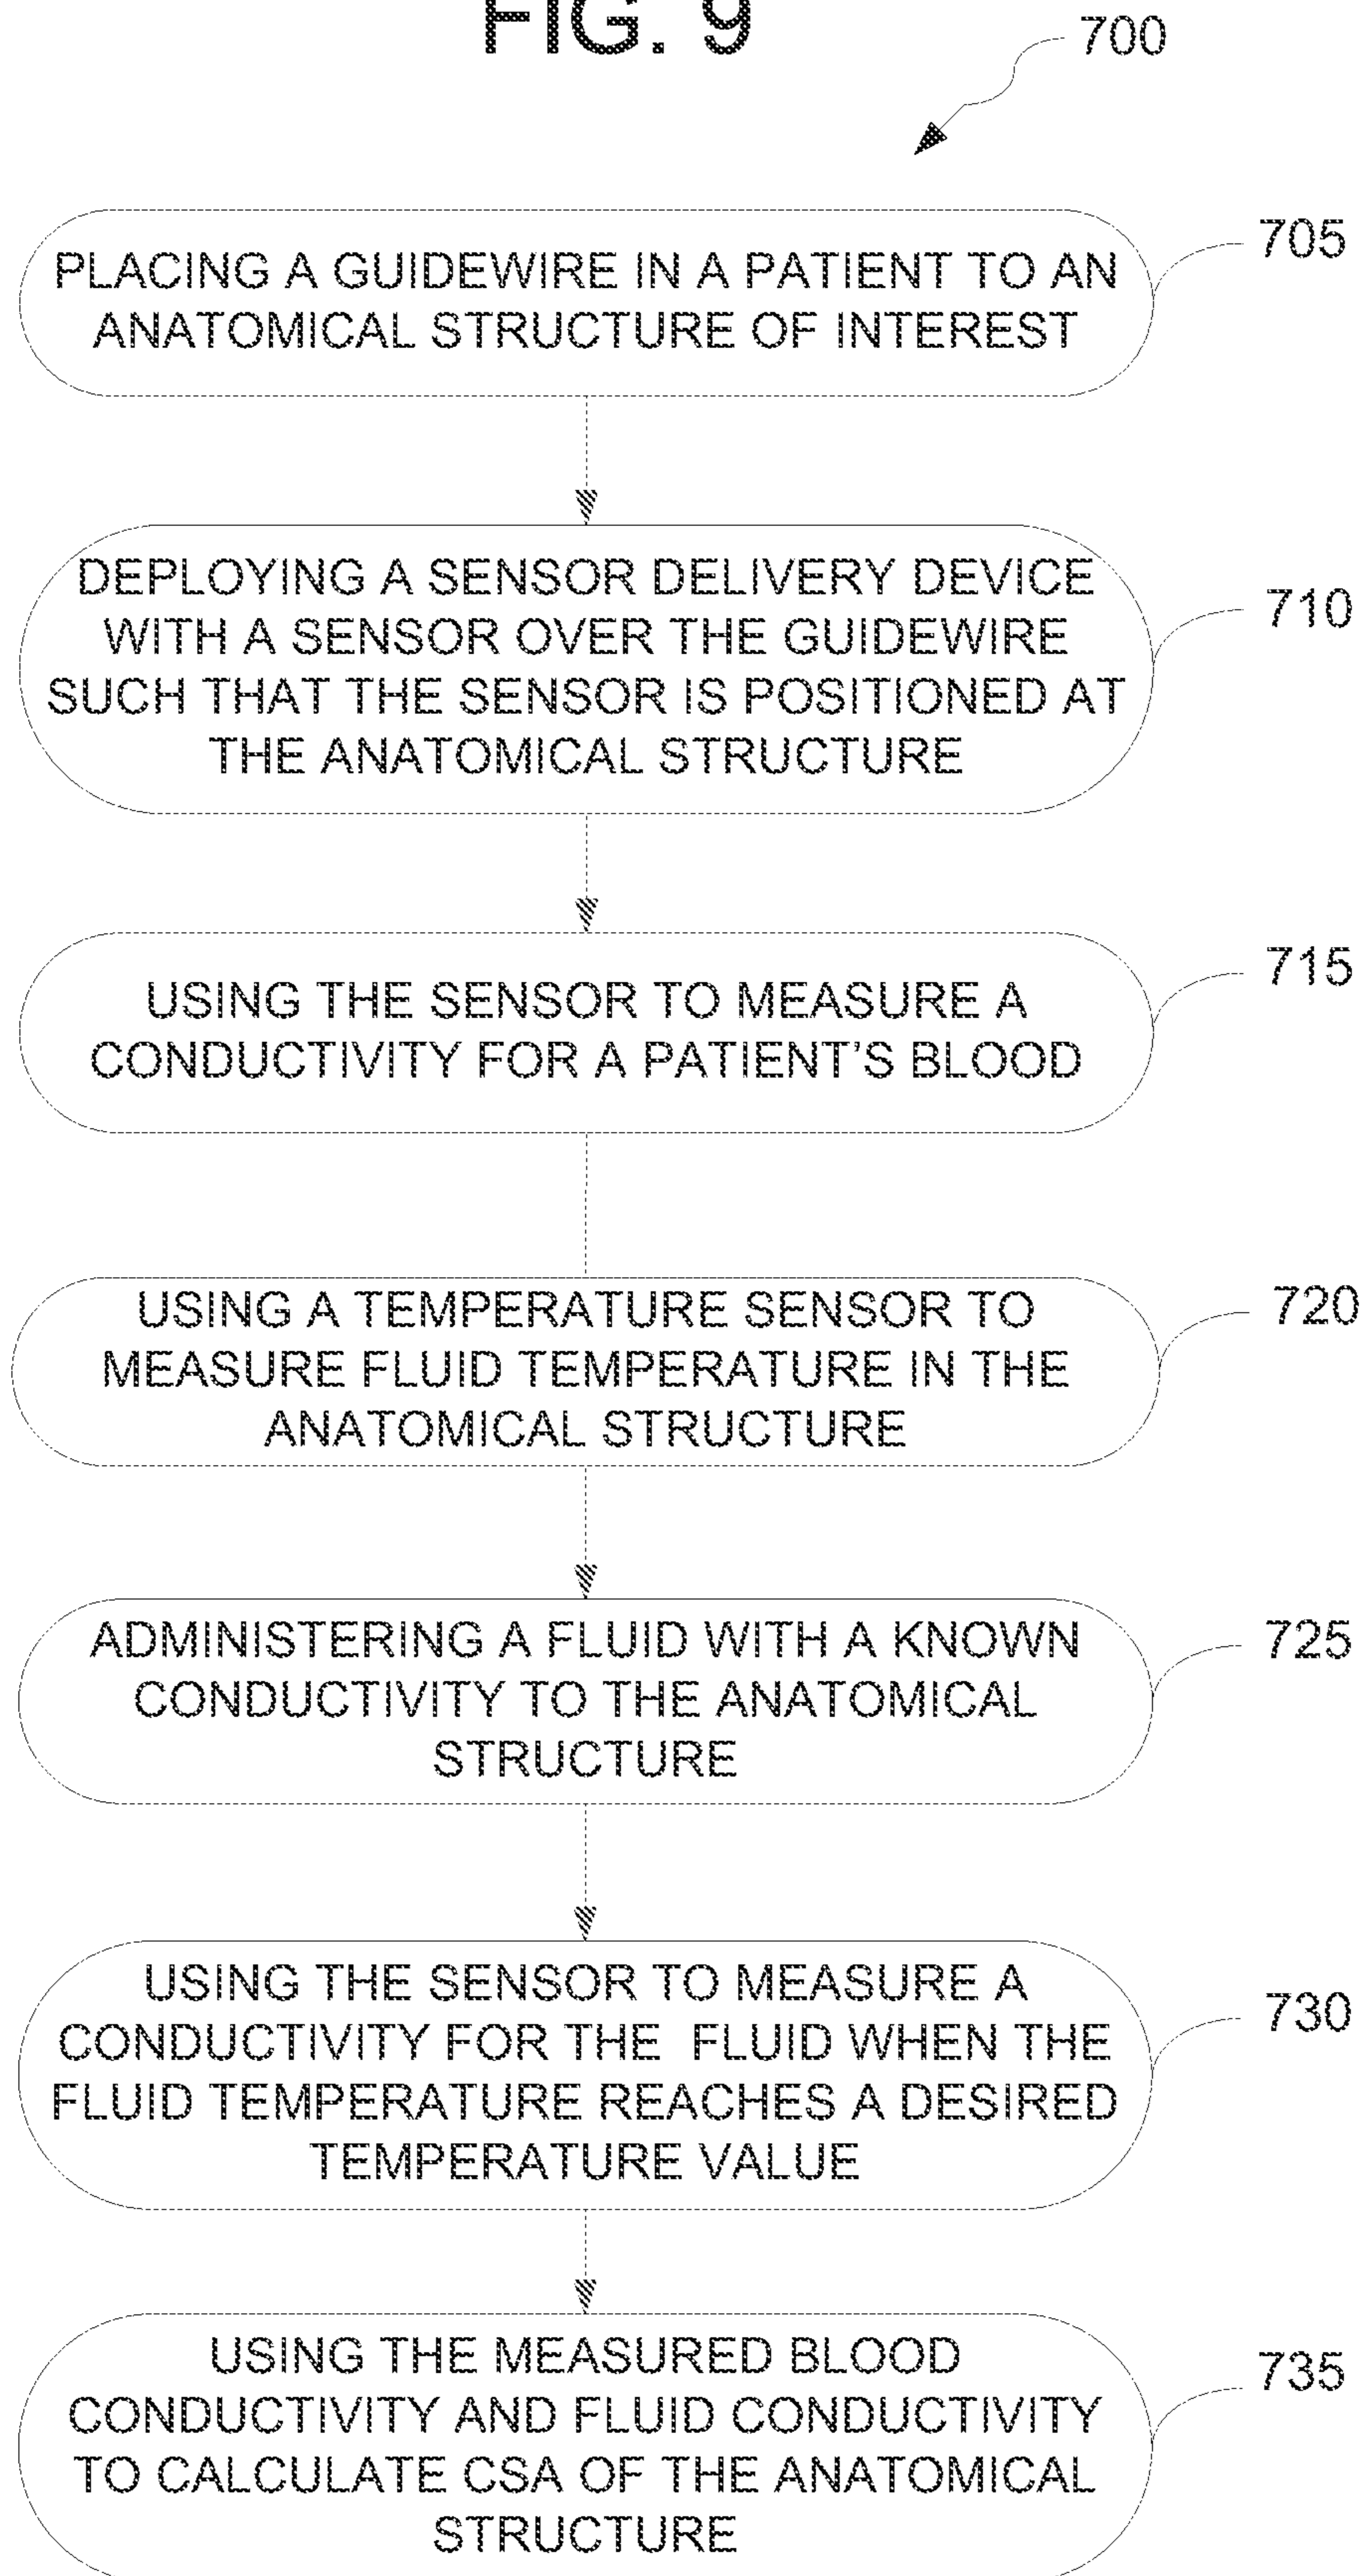 FIG. 9
700
PLACING A GUIDEWIRE IN A PATIENT TO AN
ANATOMICAL STRUCTURE OF INTEREST
705
DEPLOYING A SENSOR DELIVERY DEVICE
WITH A SENSOR OVER THE GUIDEWIRE
SUCH THAT THE SENSOR IS POSITIONED AT
THE ANATOMICAL STRUCTURE
710
USING THE SENSOR TO MEASURE A
CONDUCTIVITY FOR A PATIENT'S BLOOD
715
USING A TEMPERATURE SENSOR TO
MEASURE FLUID TEMPERATURE IN THE
ANATOMICAL STRUCTURE
720
ADMINISTERING A FLUID WITH A KNOWN
CONDUCTIVITY TO THE ANATOMICAL
STRUCTURE
725
USING THE SENSOR TO MEASURE A
CONDUCTIVITY FOR THE FLUID WHEN THE
FLUID TEMPERATURE REACHES A DESIRED
TEMPERATURE VALUE
730
USING THE MEASURED BLOOD
CONDUCTIVITY AND FLUID CONDUCTIVITY
TO CALCULATE CSA OF THE ANATOMICAL
STRUCTURE
735